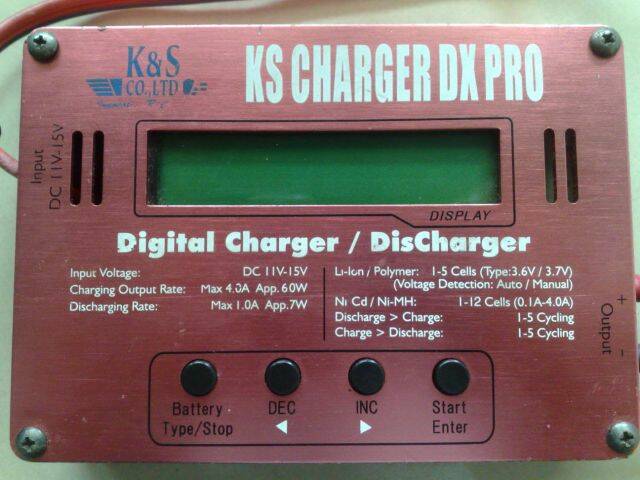 K&S
CO.,LTD
KS CHARGER DX PRO
Input
DC 11V-15V
DISPLAY
Digital Charger / DisCharger
Input Voltage: DC 11V-15V
Charging Output Rate: Max 4.0A App. 60W
Discharging Rate: Max 1.0A App.7W
Li-Ion / Polymer: 1-5 Cells (Type:3.6V / 3.7V)
(Voltage Detection: Auto / Manual)
Ni Cd / Ni-MH: 1-12 Cells (0.1A-4.0A)
Discharge > Charge: 1-5 Cycling
Charge > Discharge: 1-5 Cycling
+ Output -
Battery
Type/Stop
DEC
INC
Start
Enter